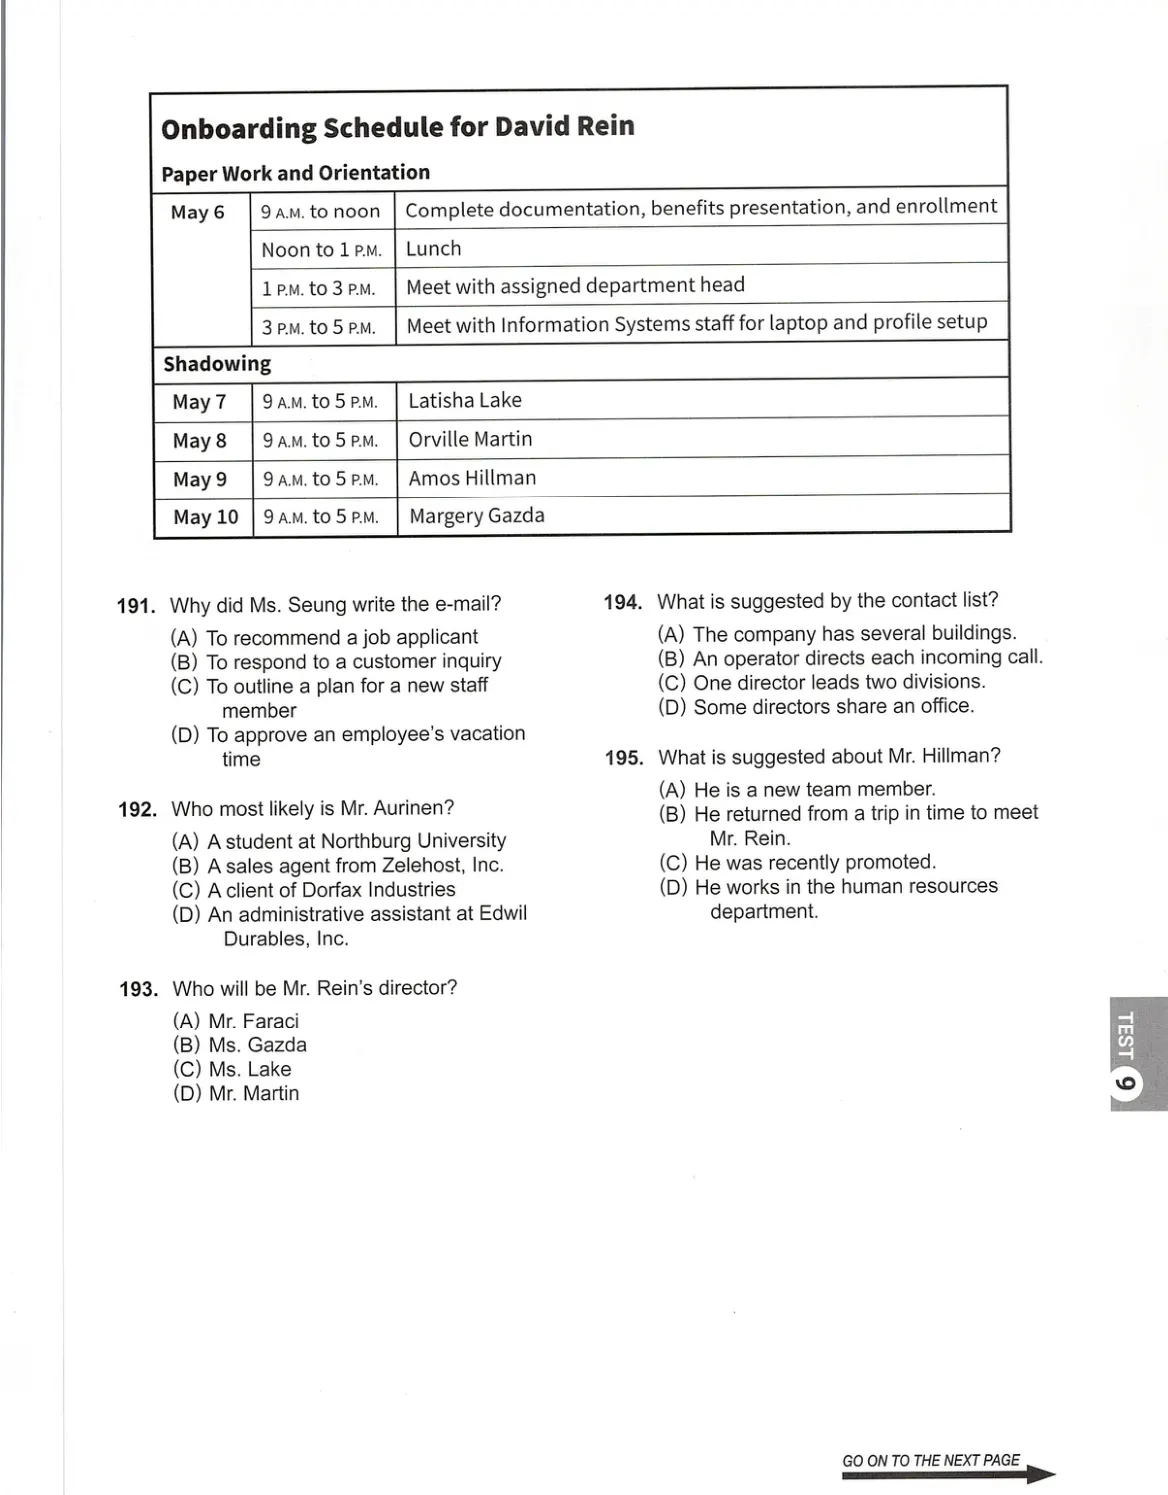 Onboarding Schedule for David Rein
Paper Work and Orientation
May 6 9 A.M. to noon Complete documentation, benefits presentation, and enrollment
Noon to 1 P.M. Lunch
1 P.M. to 3 P.M. Meet with assigned department head
3 P.M. to 5 P.M. Meet with Information Systems staff for laptop and profile setup
Shadowing
May 7 9 A.M. to 5 P.M. Latisha Lake
May 8 9 A.M. to 5 P.M. Orville Martin
May 9 9 A.M. to 5 P.M. Amos Hillman
May 10 9 A.M. to 5 P.M. Margery Gazda
191. Why did Ms. Seung write the e-mail?
(A) To recommend a job applicant
(B) To respond to a customer inquiry
(C) To outline a plan for a new staff
member
(D) To approve an employee's vacation
time
192. Who most likely is Mr. Aurinen?
(A) A student at Northburg University
(B) A sales agent from Zelehost, Inc.
(C) A client of Dorfax Industries
(D) An administrative assistant at Edwil
Durables, Inc.
193. Who will be Mr. Rein's director?
(A) Mr. Faraci
(B) Ms. Gazda
(C) Ms. Lake
(D) Mr. Martin
194. What is suggested by the contact list?
(A) The company has several buildings.
(B) An operator directs each incoming call.
(C) One director leads two divisions.
(D) Some directors share an office.
195. What is suggested about Mr. Hillman?
(A) He is a new team member.
(B) He returned from a trip in time to meet
Mr. Rein.
(C) He was recently promoted.
(D) He works in the human resources
department.
TEST 9
GO ON TO THE NEXT PAGE